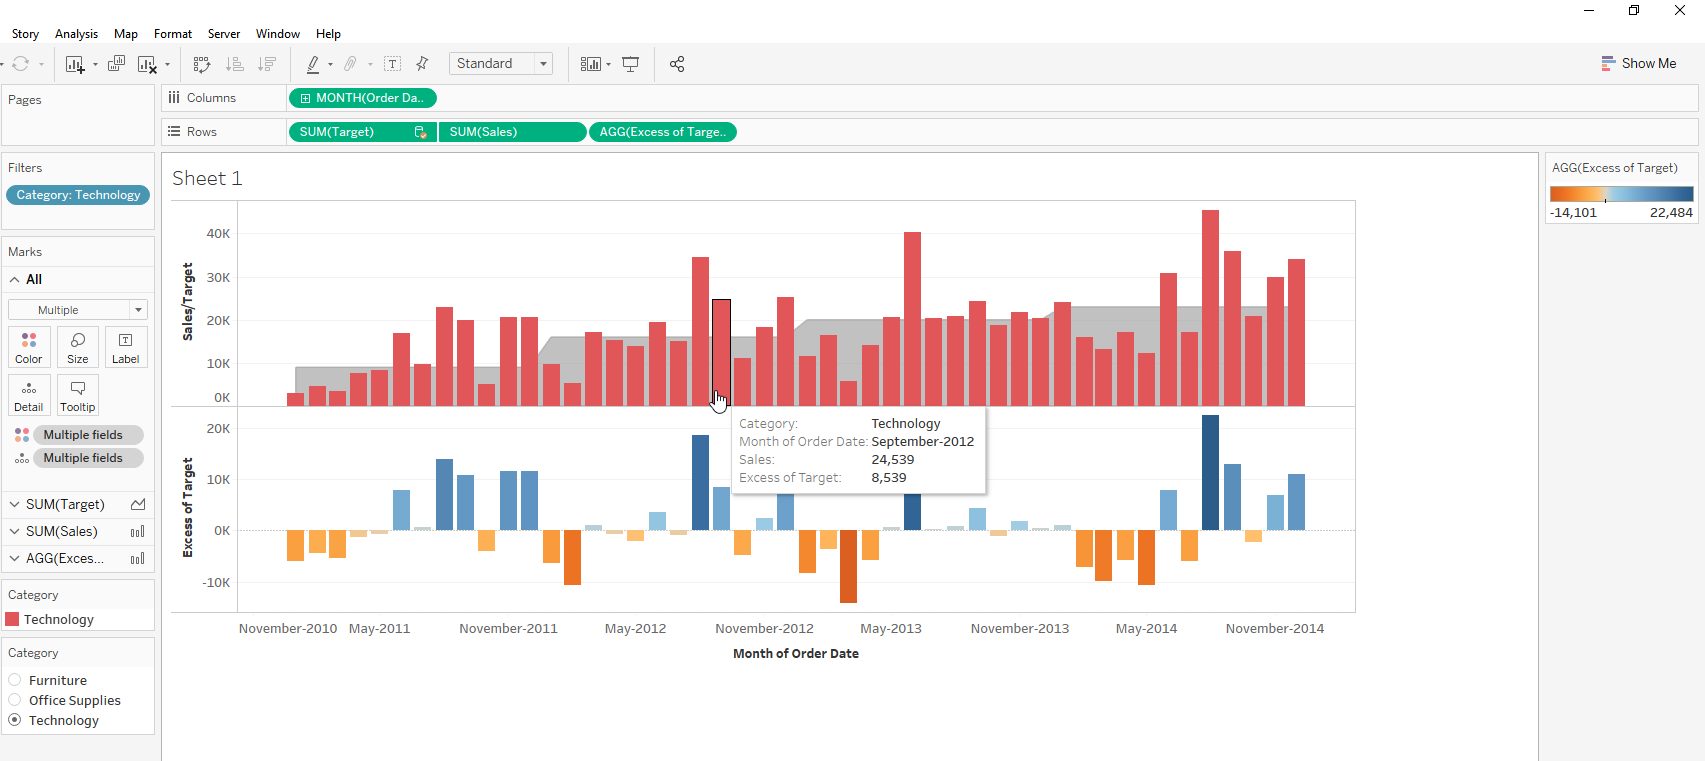 Story Analysis Map Format Server Window Help
Standard
Show Me
Pages
Columns
MONTH(Order Da..
Rows
SUM(Target)
SUM(Sales)
AGG(Excess of Targe..
Filters
Category: Technology
Marks
All
Multiple
Color
Size
Label
Detail
Tooltip
Multiple fields
Multiple fields
SUM(Target)
SUM(Sales)
AGG(Exces...
Category
Technology
Category
Furniture
Office Supplies
Technology
Sheet 1
Sales/Target
40K
30K
20K
10K
0K
Excess of Target
20K
10K
0K
-10K
Category: Technology
Month of Order Date: September-2012
Sales: 24,539
Excess of Target: 8,539
November-2010 May-2011 November-2011 May-2012 November-2012 May-2013 November-2013 May-2014 November-2014
Month of Order Date
AGG(Excess of Target)
-14,101 22,484